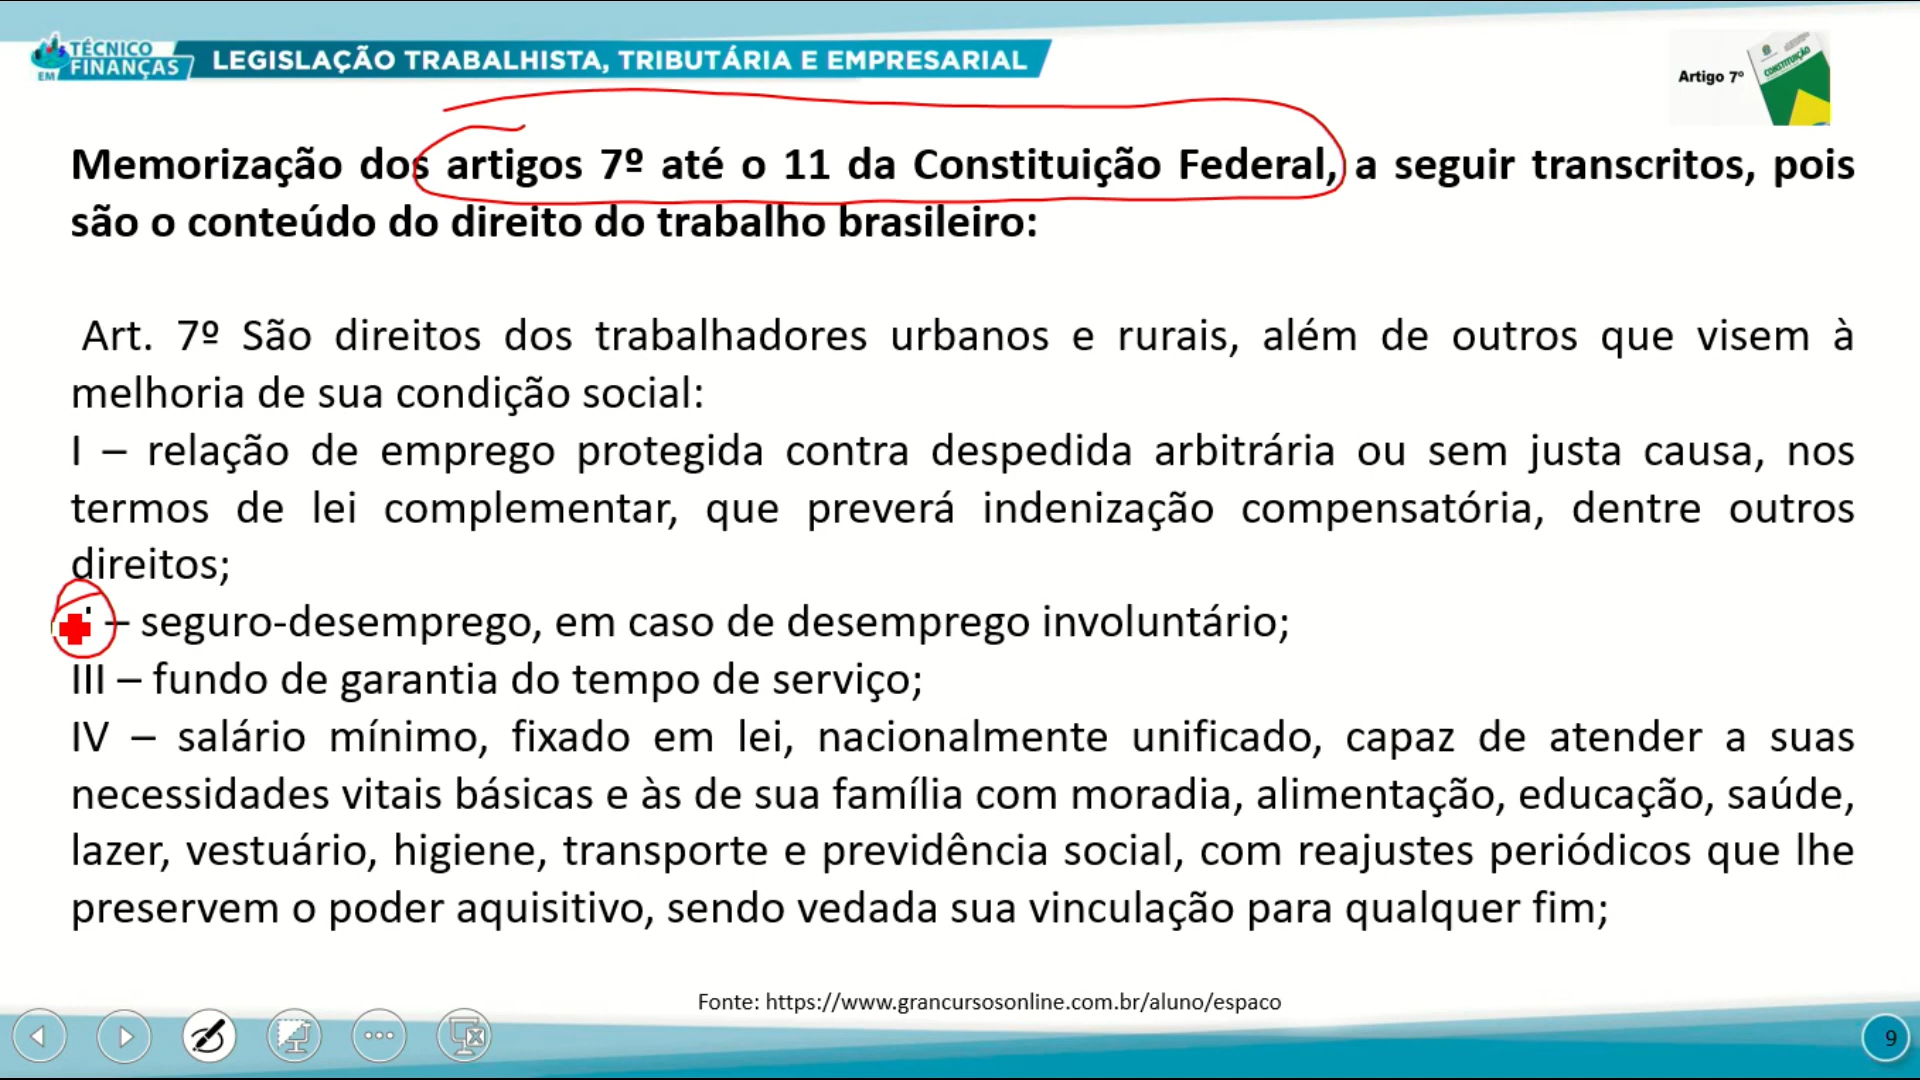 TÉCNICO
EM FINANÇAS
LEGISLAÇÃO TRABALHISTA, TRIBUTÁRIA E EMPRESARIAL
Artigo 7º
CONSTITUIÇÃO
Memorização dos artigos 7º até o 11 da Constituição Federal, a seguir transcritos, pois
são o conteúdo do direito do trabalho brasileiro:
Art. 7º São direitos dos trabalhadores urbanos e rurais, além de outros que visem à
melhoria de sua condição social:
I – relação de emprego protegida contra despedida arbitrária ou sem justa causa, nos
termos de lei complementar, que preverá indenização compensatória, dentre outros
direitos;
– seguro-desemprego, em caso de desemprego involuntário;
III – fundo de garantia do tempo de serviço;
IV – salário mínimo, fixado em lei, nacionalmente unificado, capaz de atender a suas
necessidades vitais básicas e às de sua família com moradia, alimentação, educação, saúde,
lazer, vestuário, higiene, transporte e previdência social, com reajustes periódicos que lhe
preservem o poder aquisitivo, sendo vedada sua vinculação para qualquer fim;
Fonte: https://www.grancursosonline.com.br/aluno/espaco
9